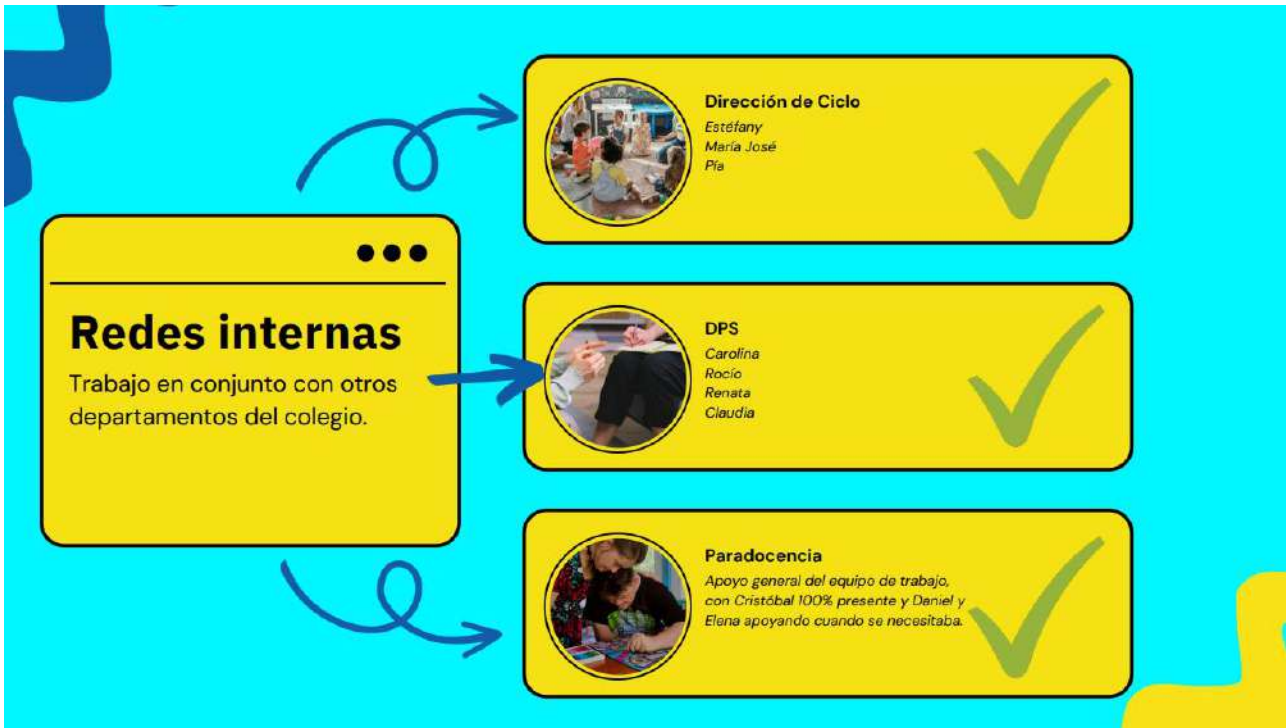 Redes internas
Trabajo en conjunto con otros
departamentos del colegio.
Dirección de Ciclo
Estéfany
María José
Pía
DPS
Carolina
Rocío
Renata
Claudia
Paradocencia
Apoyo general del equipo de trabajo,
con Cristóbal 100% presente y Daniel y
Elena apoyando cuando se necesitaba.